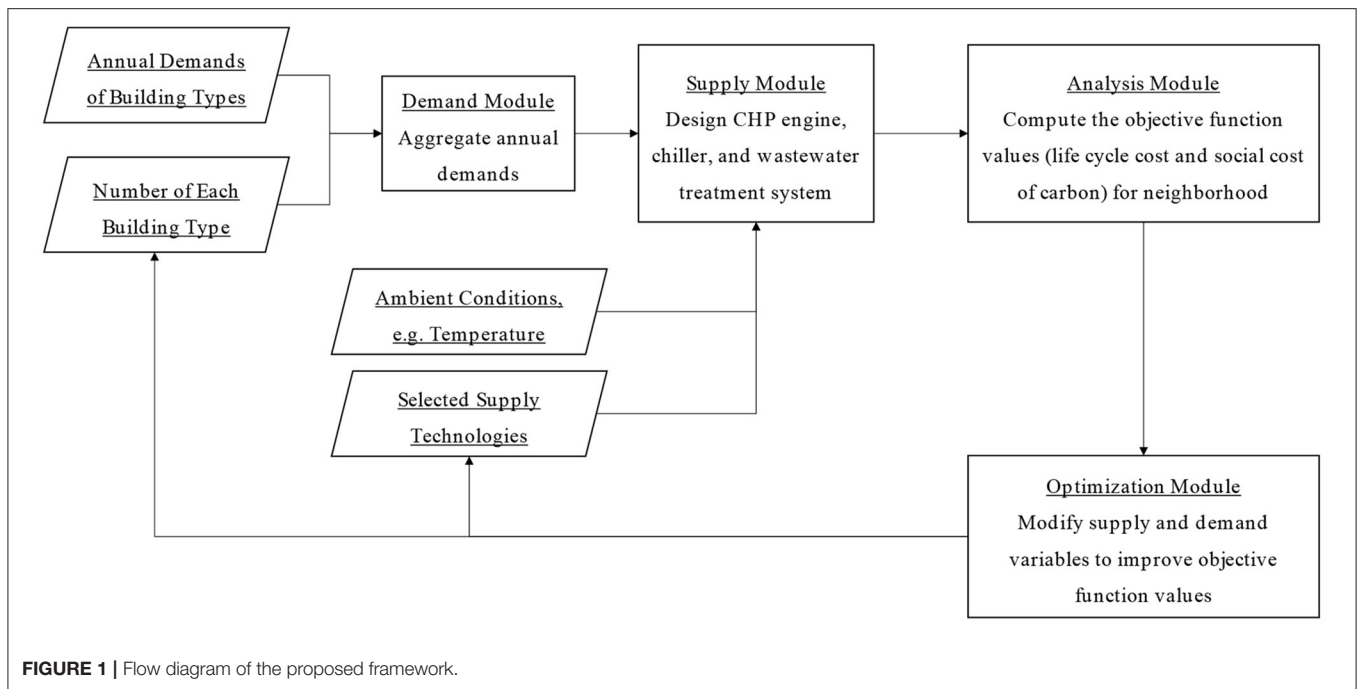 Annual Demands
of Building Types
Number of Each
Building Type
Demand Module
Aggregate annual
demands
Supply Module
Design CHP engine,
chiller, and wastewater
treatment system
Analysis Module
Compute the objective function
values (life cycle cost and social cost
of carbon) for neighborhood
Ambient Conditions,
e.g. Temperature
Selected Supply
Technologies
Optimization Module
Modify supply and demand
variables to improve objective
function values
FIGURE 1 | Flow diagram of the proposed framework.